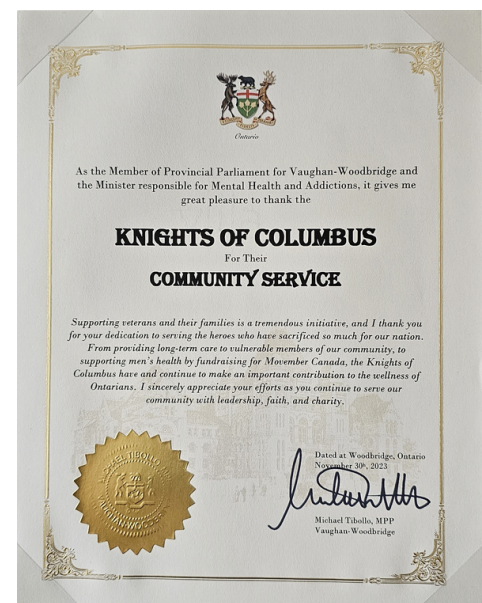 Ontario
As the Member of Provincial Parliament for Vaughan-Woodbridge and
the Minister responsible for Mental Health and Addictions, it gives me
great pleasure to thank the
KNIGHTS OF COLUMBUS
For Their
COMMUNITY SERVICE
Supporting veterans and their families is a tremendous initiative, and I thank you
for your dedication to serving the heroes who have sacrificed so much for our nation.
From providing long-term care to vulnerable members of our community, to
supporting men's health by fundraising for Movember Canada, the Knights of
Columbus have and continue to make an important contribution to the wellness of
Ontarians. I sincerely appreciate your efforts as you continue to serve our
community with leadership, faith, and charity.
Dated at Woodbridge, Ontario
November 30th, 2023
Michael Tibollo, MPP
Vaughan-Woodbridge